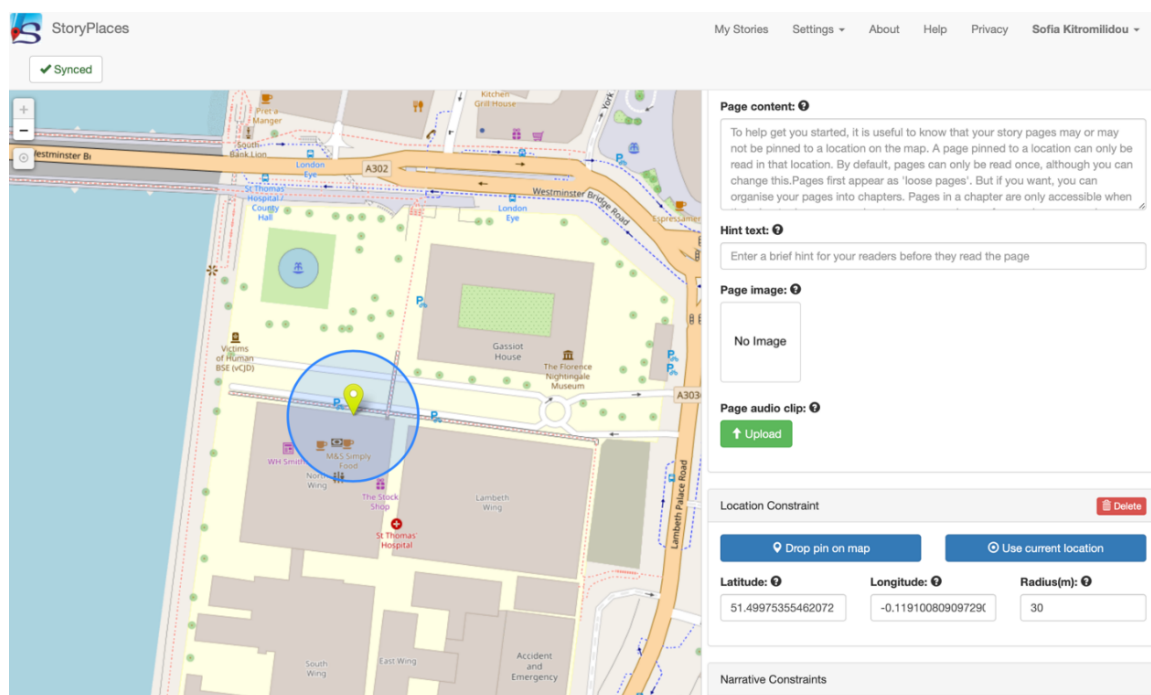 StoryPlaces
My Stories
Settings
About
Help
Privacy
Sofia Kitromilidou
Synced
+
−
Pret a
Manger
South
Bank Lion
Westminster Bri
London
Eye
A302
St Thomas'
Hospital /
County
Hall
Kitchen
Grill House
York
London
Eye
Westminster Bridge Road
Espressamen
Victims
of Human
BSE (vCJD)
Gassiot
House
The Florence
Nightingale
Museum
A303
WH Smith
M&S Simply
Food
North
Wing
The Stock
Shop
St Thomas'
Hospital
Lambeth
Wing
Lambeth Palace Road
South
Wing
East Wing
Accident
and
Emergency
Page content:
To help get you started, it is useful to know that your story pages may or may
not be pinned to a location on the map. A page pinned to a location can only be
read in that location. By default, pages can only be read once, although you can
change this.Pages first appear as 'loose pages'. But if you want, you can
organise your pages into chapters. Pages in a chapter are only accessible when
Hint text:
Enter a brief hint for your readers before they read the page
Page image:
No Image
Page audio clip:
Upload
Location Constraint
Delete
Drop pin on map
Use current location
Latitude:
Longitude:
Radius(m):
51.49975355462072
-0.119100809097290
30
Narrative Constraints